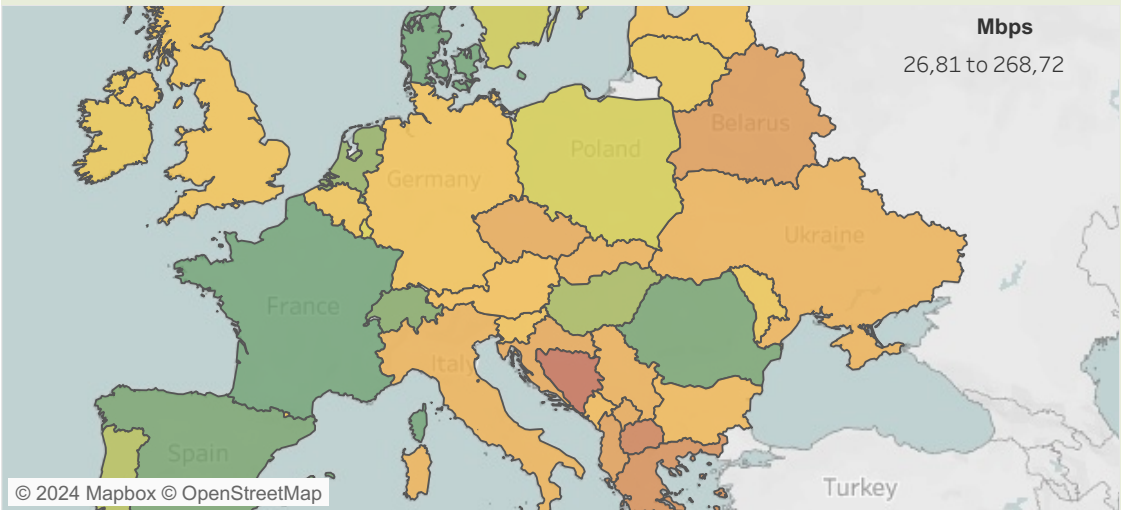 Mbps
26,81 to 268,72
Belarus
Poland
Germany
Ukraine
France
Italy
Spain
Turkey
© 2024 Mapbox © OpenStreetMap